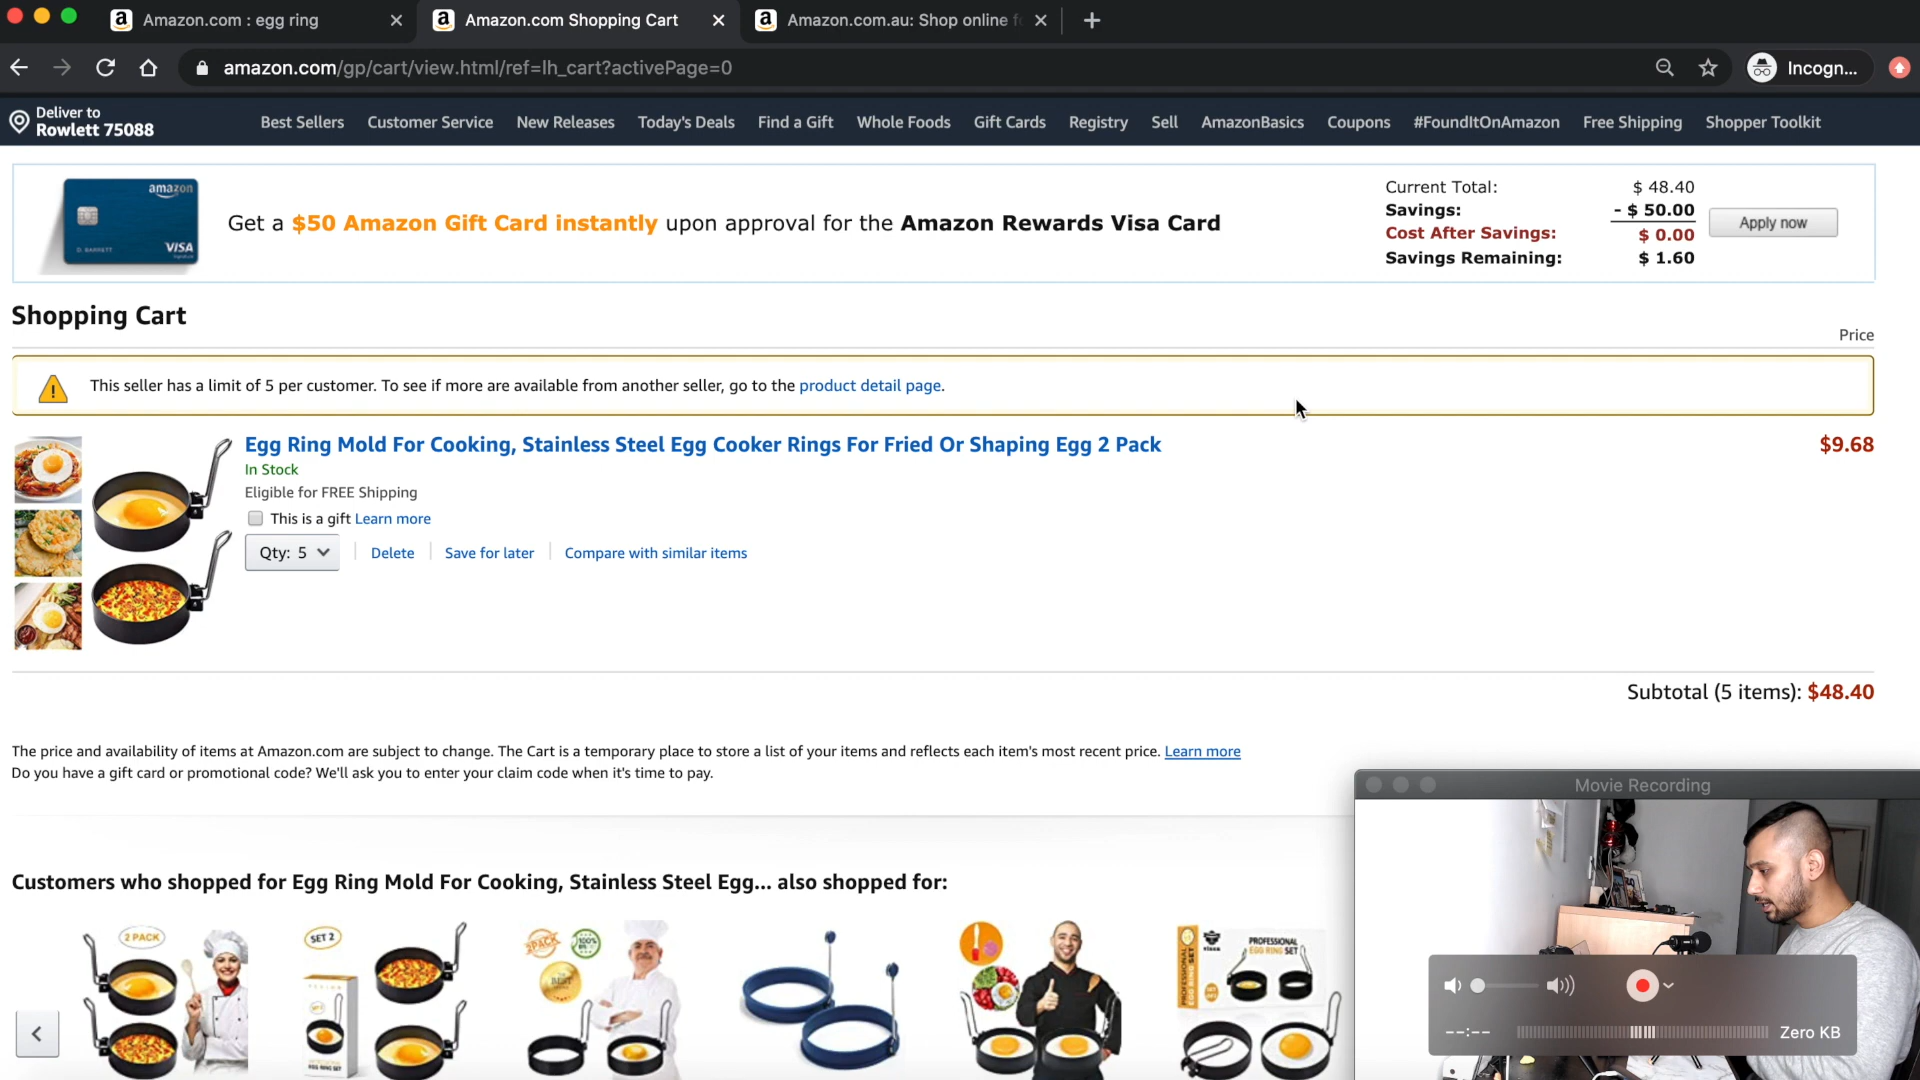 Amazon.com : egg ring
Amazon.com Shopping Cart
Amazon.com.au: Shop online f
amazon.com/gp/cart/view.html/ref=lh_cart?activePage=0
Incogn...
Deliver to
Rowlett 75088
Best Sellers Customer Service New Releases Today's Deals Find a Gift Whole Foods Gift Cards Registry Sell AmazonBasics Coupons #FoundItOnAmazon Free Shipping Shopper Toolkit
amazon
D. BARRETT
VISA
Get a $50 Amazon Gift Card instantly upon approval for the Amazon Rewards Visa Card
Current Total: $ 48.40
Savings: - $ 50.00
Cost After Savings: $ 0.00
Savings Remaining: $ 1.60
Apply now
Shopping Cart
Price
This seller has a limit of 5 per customer. To see if more are available from another seller, go to the product detail page.
Egg Ring Mold For Cooking, Stainless Steel Egg Cooker Rings For Fried Or Shaping Egg 2 Pack
$9.68
In Stock
Eligible for FREE Shipping
This is a gift Learn more
Qty: 5
Delete
Save for later
Compare with similar items
Subtotal (5 items): $48.40
The price and availability of items at Amazon.com are subject to change. The Cart is a temporary place to store a list of your items and reflects each item's most recent price. Learn more
Do you have a gift card or promotional code? We'll ask you to enter your claim code when it's time to pay.
Movie Recording
Customers who shopped for Egg Ring Mold For Cooking, Stainless Steel Egg... also shopped for:
2 PACK
SET 2
2PACK
100%
BEST
PROFESSIONAL
EGG RING SET
--:--
Zero KB